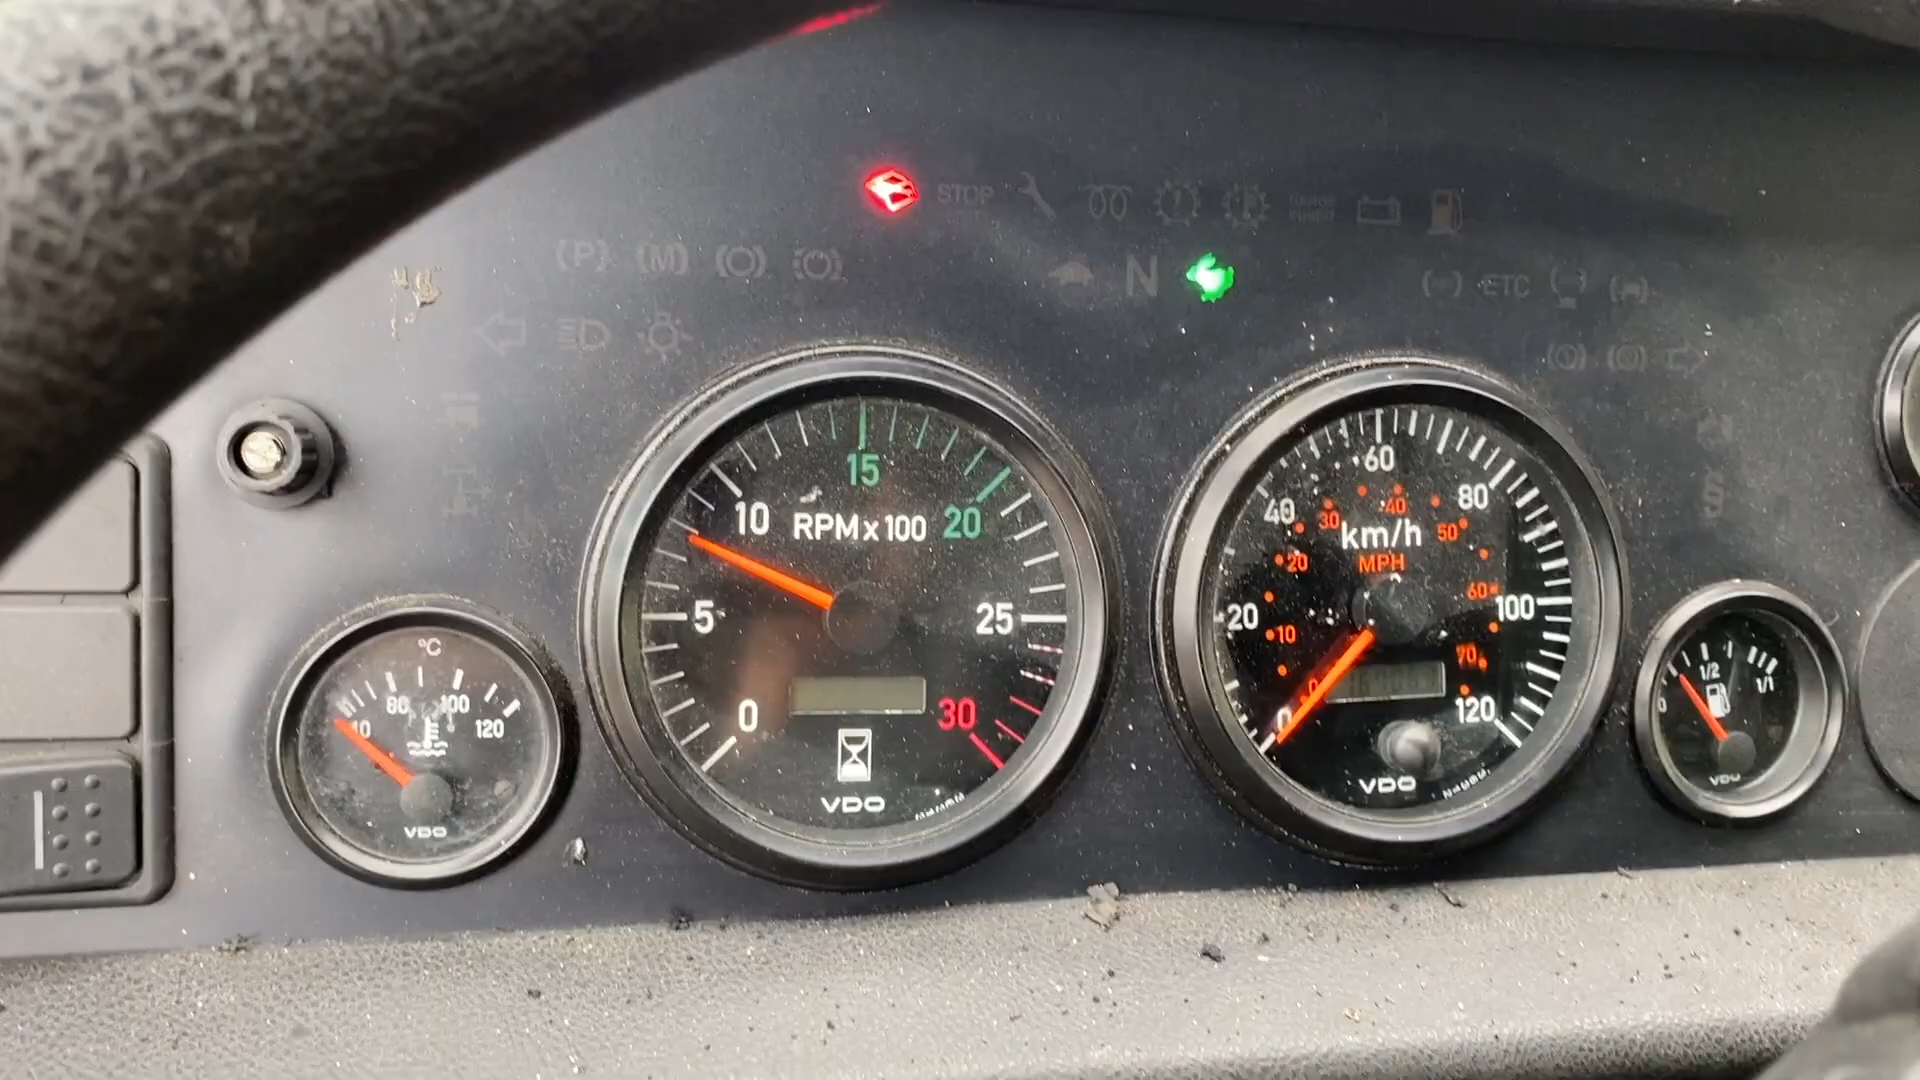 STOP
(P) (M)
N
ETC
15
10 RPM x 100 20
5 25
0 30
VDO
60
40 80
30 40 50
km/h
20 MPH 60
20 100
10 70
0 0 120
VDO
°C
80 100
40 120
VDO
1/2
0 1/1
VDO